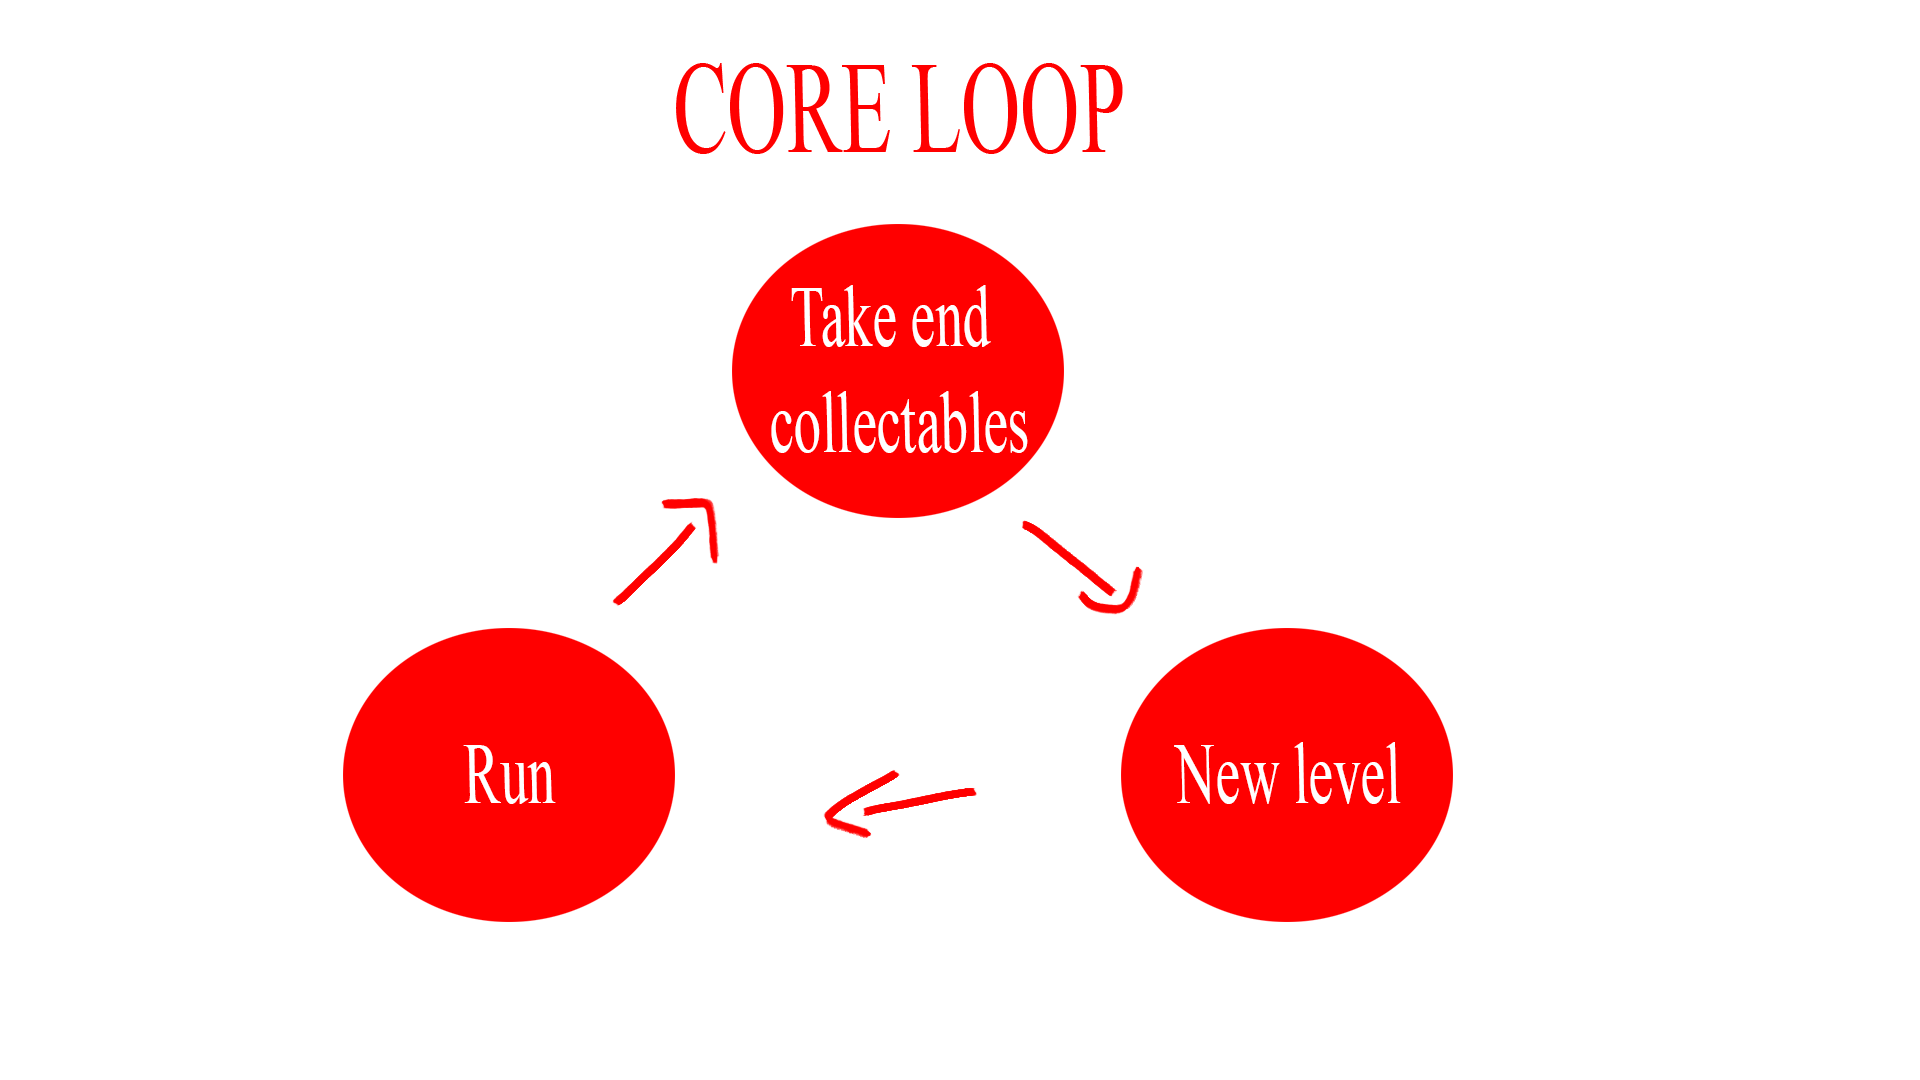 CORE LOOP
Take end
collectables
Run
New level